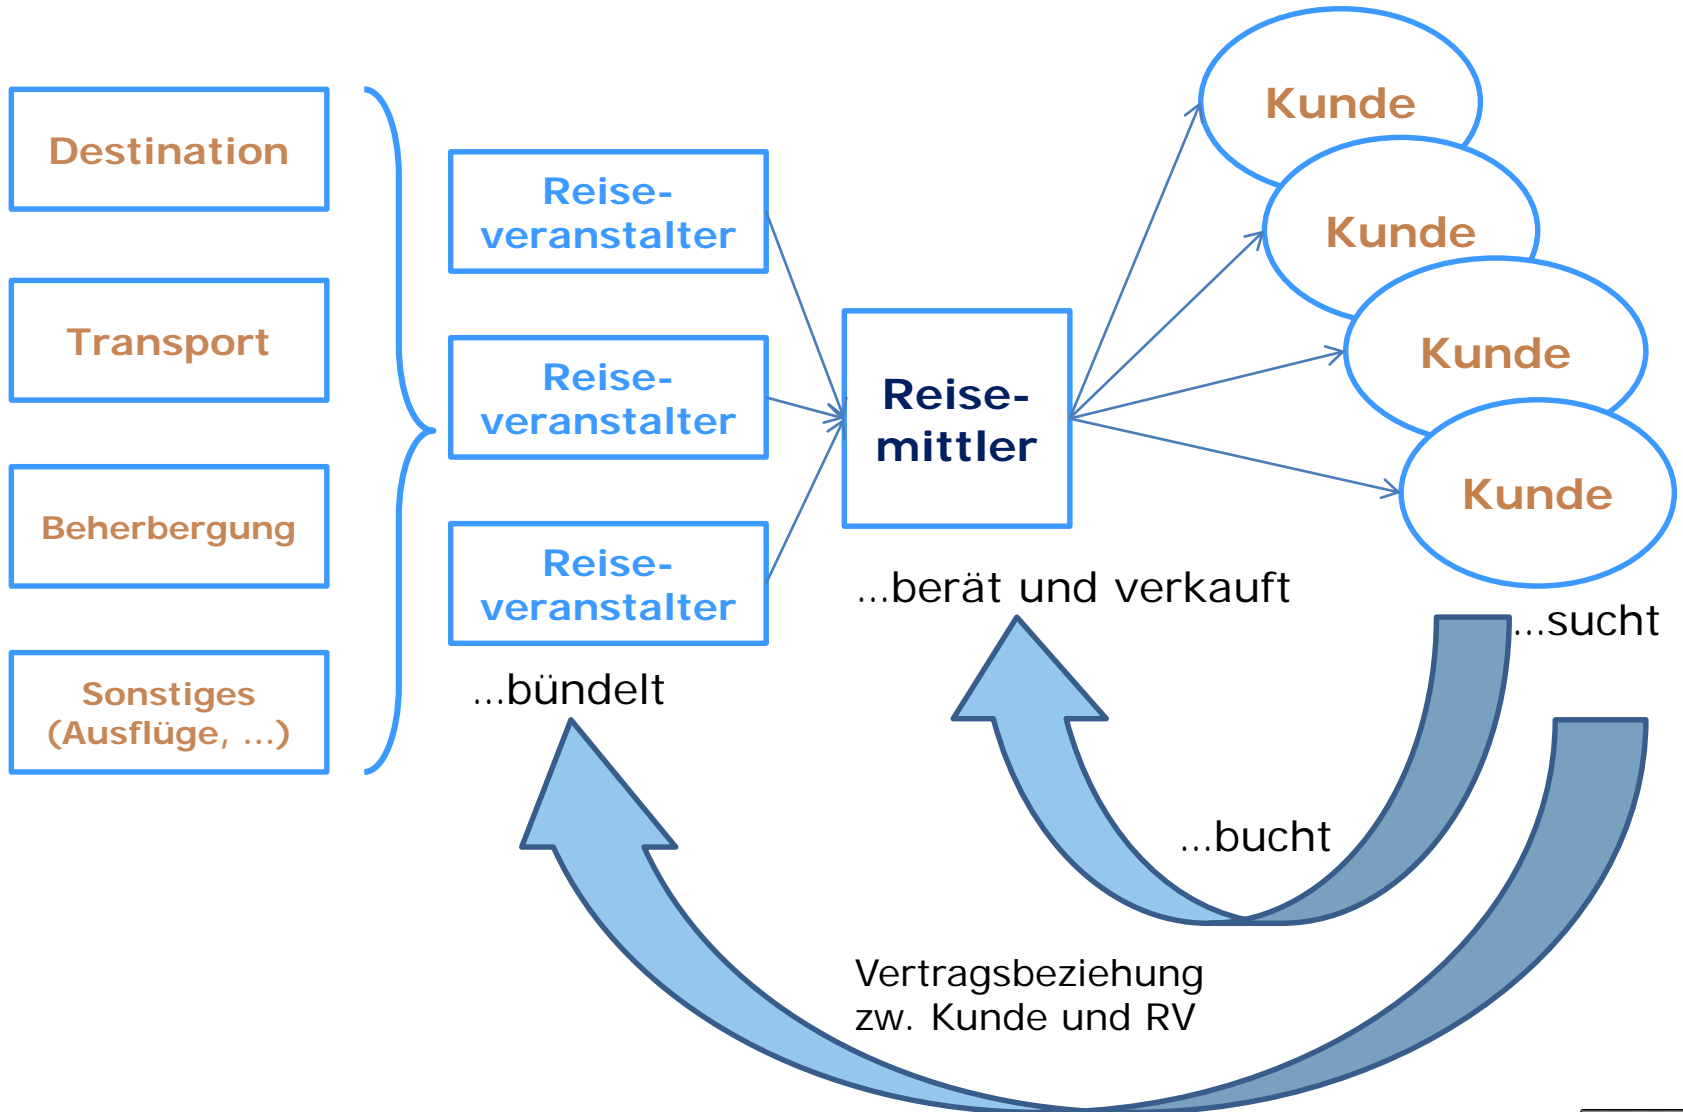 Destination
Transport
Beherbergung
Sonstiges
(Ausflüge, ...)
Reise-
veranstalter
Reise-
veranstalter
Reise-
veranstalter
...bündelt
Reise-
mittler
...berät und verkauft
Kunde
Kunde
Kunde
Kunde
...sucht
...bucht
Vertragsbeziehung
zw. Kunde und RV